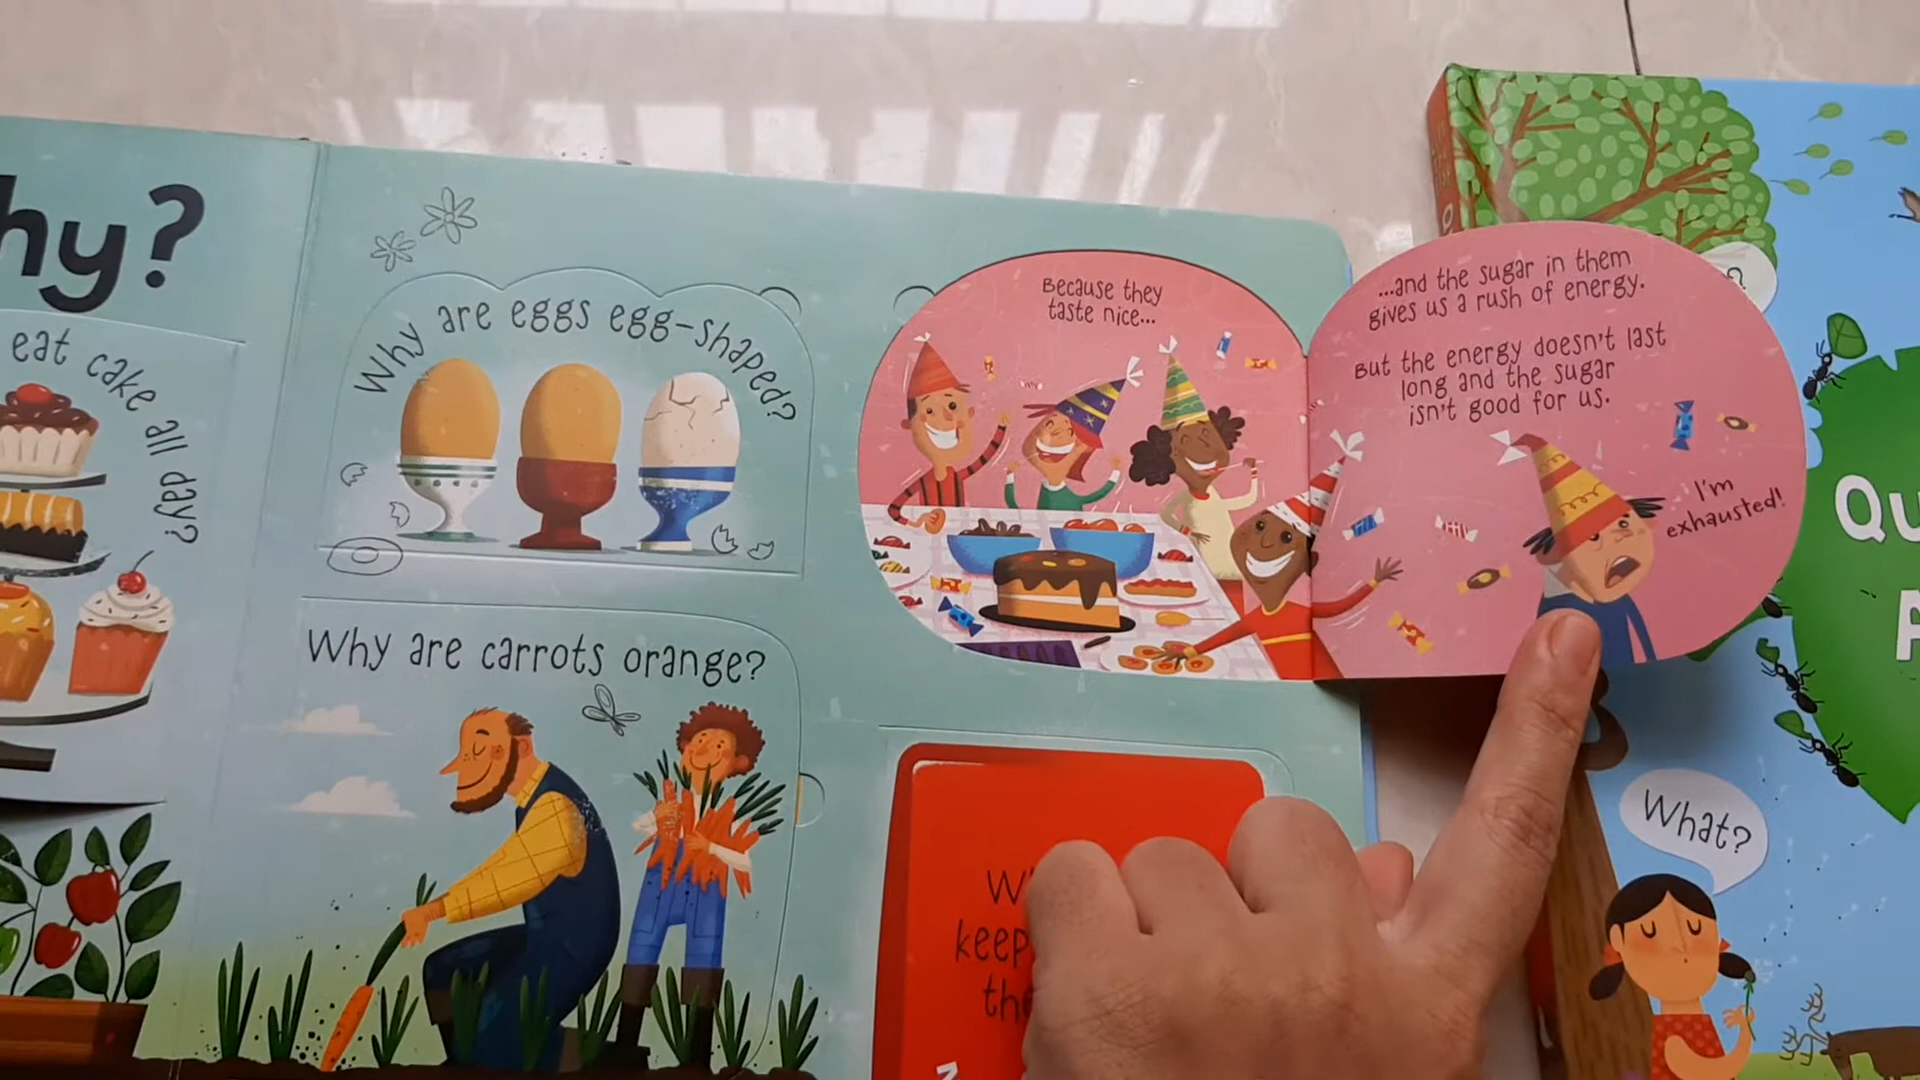 hy?
eat cake all day?
Why are eggs egg-shaped?
Why are carrots orange?
Because they
taste nice...
...and the sugar in them
gives us a rush of energy.
But the energy doesn't last
long and the sugar
isn't good for us.
I'm
exhausted!
keep
What?